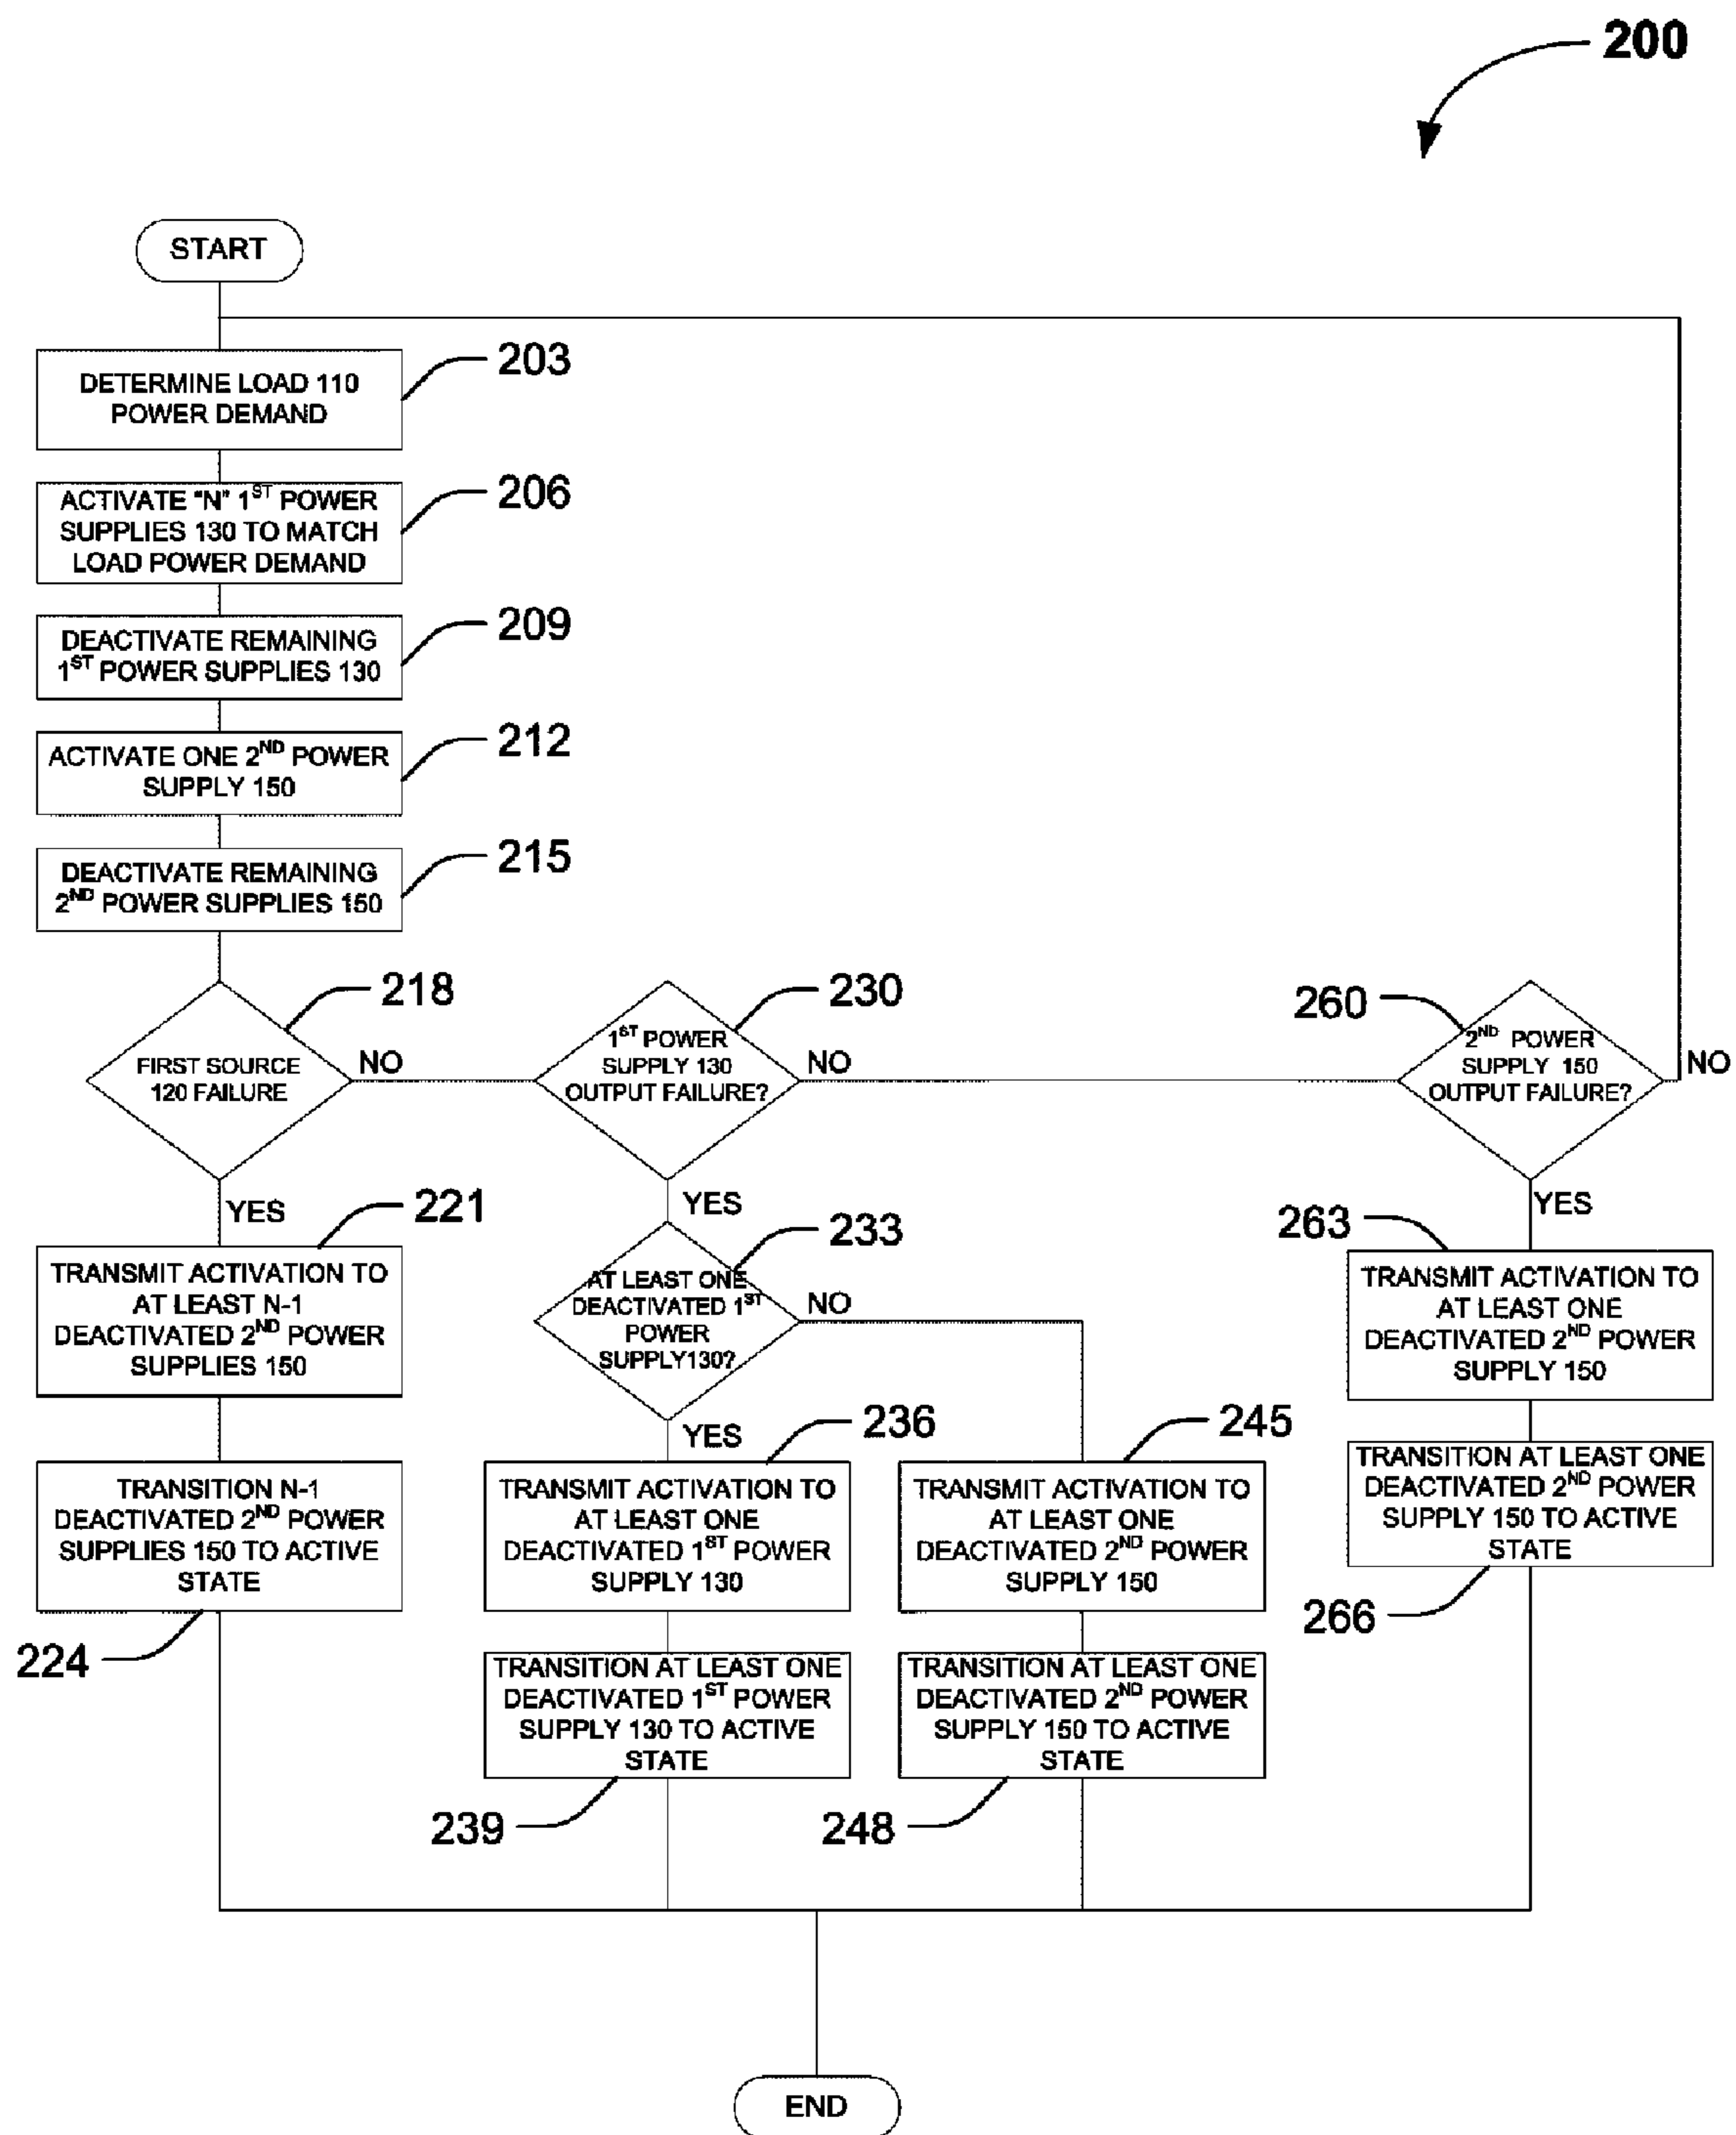 200
START
DETERMINE LOAD 110
POWER DEMAND
203
ACTIVATE "N" 1ST POWER
SUPPLIES 130 TO MATCH
LOAD POWER DEMAND
206
DEACTIVATE REMAINING
1ST POWER SUPPLIES 130
209
ACTIVATE ONE 2ND POWER
SUPPLY 150
212
DEACTIVATE REMAINING
2ND POWER SUPPLIES 150
215
FIRST SOURCE
120 FAILURE
218
NO
YES
1ST POWER
SUPPLY 130
OUTPUT FAILURE?
230
NO
YES
2ND POWER
SUPPLY 150
OUTPUT FAILURE?
260
NO
YES
TRANSMIT ACTIVATION TO
AT LEAST N-1
DEACTIVATED 2ND POWER
SUPPLIES 150
221
AT LEAST ONE
DEACTIVATED 1ST
POWER
SUPPLY130?
233
NO
YES
263
TRANSMIT ACTIVATION TO
AT LEAST ONE
DEACTIVATED 2ND POWER
SUPPLY 150
TRANSITION N-1
DEACTIVATED 2ND POWER
SUPPLIES 150 TO ACTIVE
STATE
224
TRANSMIT ACTIVATION TO
AT LEAST ONE
DEACTIVATED 1ST POWER
SUPPLY 130
236
TRANSMIT ACTIVATION TO
AT LEAST ONE
DEACTIVATED 2ND POWER
SUPPLY 150
245
TRANSITION AT LEAST ONE
DEACTIVATED 2ND POWER
SUPPLY 150 TO ACTIVE
STATE
266
TRANSITION AT LEAST ONE
DEACTIVATED 1ST POWER
SUPPLY 130 TO ACTIVE
STATE
239
TRANSITION AT LEAST ONE
DEACTIVATED 2ND POWER
SUPPLY 150 TO ACTIVE
STATE
248
END